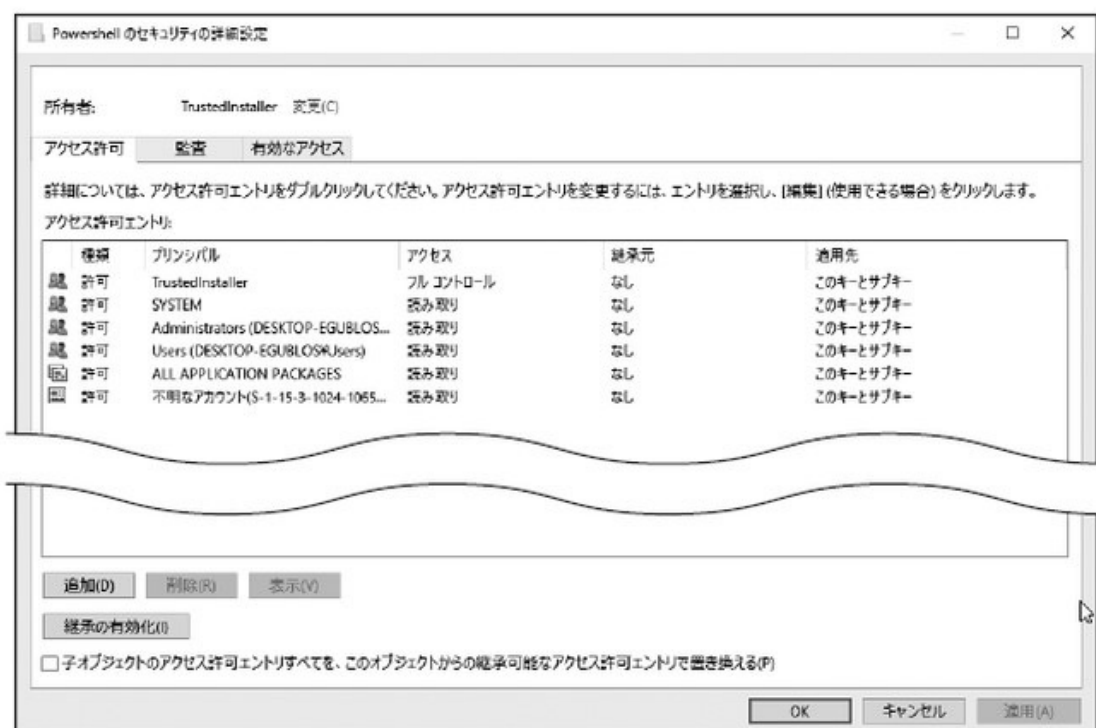 Powershell のセキュリティの詳細設定
所有者: TrustedInstaller 変更(C)
アクセス許可 監査 有効なアクセス
詳細については、アクセス許可エントリをダブルクリックしてください。アクセス許可エントリを変更するには、エントリを選択し、[編集] (使用できる場合) をクリックします。
アクセス許可エントリ:
種類 プリンシパル アクセス 継承元 適用先
許可 TrustedInstaller フル コントロール なし このキーとサブキー
許可 SYSTEM 読み取り なし このキーとサブキー
許可 Administrators (DESKTOP-EGUBLOS... 読み取り なし このキーとサブキー
許可 Users (DESKTOP-EGUBLOS¥Users) 読み取り なし このキーとサブキー
許可 ALL APPLICATION PACKAGES 読み取り なし このキーとサブキー
許可 不明なアカウント(S-1-15-3-1024-1065... 読み取り なし このキーとサブキー
追加(D) 削除(R) 表示(V)
継承の有効化(I)
子オブジェクトのアクセス許可エントリすべてを、このオブジェクトからの継承可能なアクセス許可エントリで置き換える(P)
OK キャンセル 適用(A)